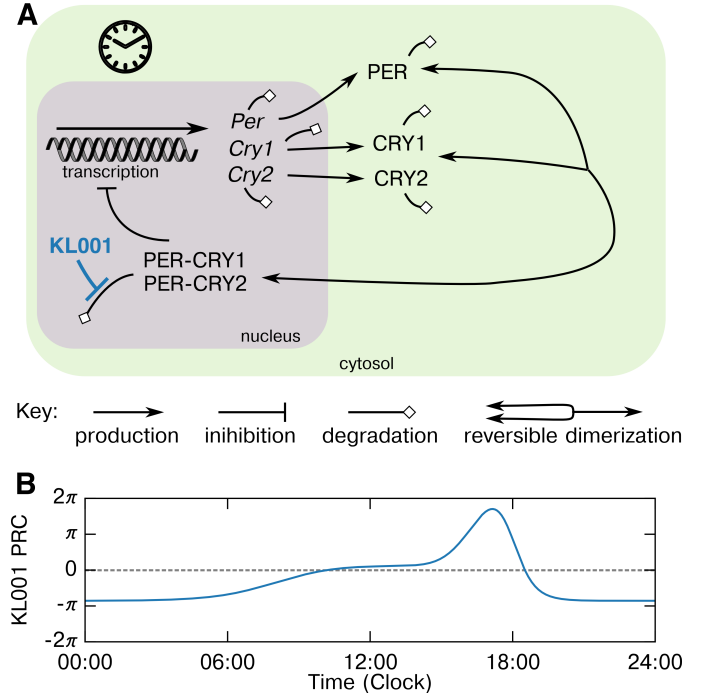 A
PER
Per
Cry1
Cry2
CRY1
CRY2
transcription
KL001
PER-CRY1
PER-CRY2
nucleus
cytosol
Key:
production
inihibition
degradation
reversible dimerization
B
KL001 PRC
2π
π
0
-π
-2π
00:00
06:00
12:00
18:00
24:00
Time (Clock)